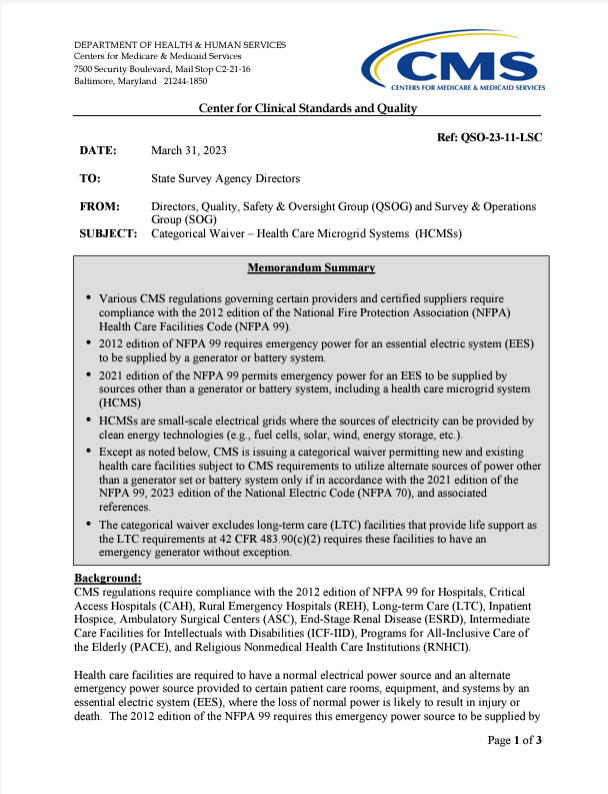 DEPARTMENT OF HEALTH & HUMAN SERVICES
Centers for Medicare & Medicaid Services
7500 Security Boulevard, Mail Stop C2-21-16
Baltimore, Maryland 21244-1850
CMS
CENTERS FOR MEDICARE & MEDICAID SERVICES
Center for Clinical Standards and Quality
Ref: QSO-23-11-LSC
DATE: March 31, 2023
TO: State Survey Agency Directors
FROM: Directors, Quality, Safety & Oversight Group (QSOG) and Survey & Operations
Group (SOG)
SUBJECT: Categorical Waiver – Health Care Microgrid Systems (HCMSs)
Memorandum Summary
• Various CMS regulations governing certain providers and certified suppliers require
compliance with the 2012 edition of the National Fire Protection Association (NFPA)
Health Care Facilities Code (NFPA 99).
• 2012 edition of NFPA 99 requires emergency power for an essential electric system (EES)
to be supplied by a generator or battery system.
• 2021 edition of the NFPA 99 permits emergency power for an EES to be supplied by
sources other than a generator or battery system, including a health care microgrid system
(HCMS)
• HCMSs are small-scale electrical grids where the sources of electricity can be provided by
clean energy technologies (e.g., fuel cells, solar, wind, energy storage, etc.).
• Except as noted below, CMS is issuing a categorical waiver permitting new and existing
health care facilities subject to CMS requirements to utilize alternate sources of power other
than a generator set or battery system only if in accordance with the 2021 edition of the
NFPA 99, 2023 edition of the National Electric Code (NFPA 70), and associated
references.
• The categorical waiver excludes long-term care (LTC) facilities that provide life support as
the LTC requirements at 42 CFR 483.90(c)(2) requires these facilities to have an
emergency generator without exception.
Background:
CMS regulations require compliance with the 2012 edition of NFPA 99 for Hospitals, Critical
Access Hospitals (CAH), Rural Emergency Hospitals (REH), Long-term Care (LTC), Inpatient
Hospice, Ambulatory Surgical Centers (ASC), End-Stage Renal Disease (ESRD), Intermediate
Care Facilities for Intellectuals with Disabilities (ICF-IID), Programs for All-Inclusive Care of
the Elderly (PACE), and Religious Nonmedical Health Care Institutions (RNHCI).
Health care facilities are required to have a normal electrical power source and an alternate
emergency power source provided to certain patient care rooms, equipment, and systems by an
essential electric system (EES), where the loss of normal power is likely to result in injury or
death. The 2012 edition of the NFPA 99 requires this emergency power source to be supplied by
Page 1 of 3